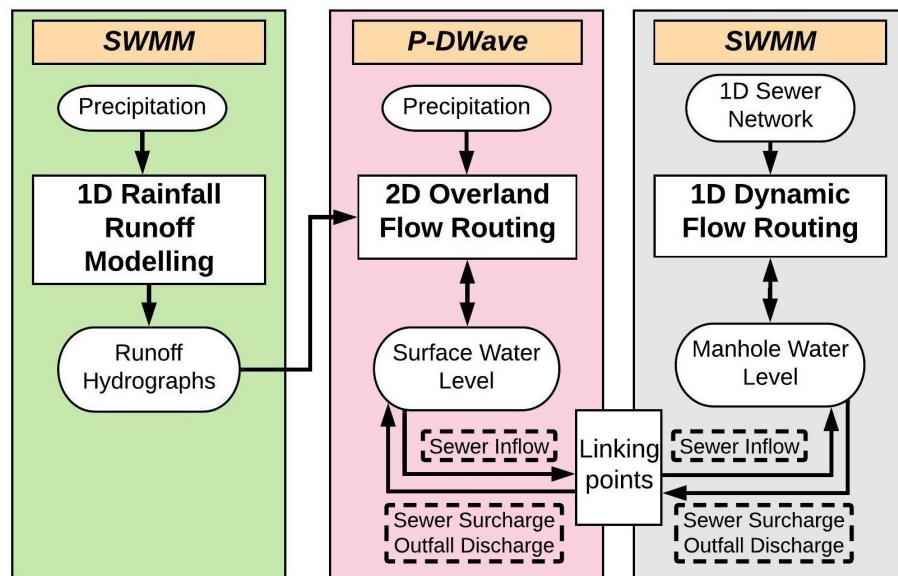 SWMM
Precipitation
1D Rainfall
Runoff
Modelling
Runoff
Hydrographs
P-DWave
Precipitation
2D Overland
Flow Routing
Surface Water
Level
Sewer Inflow
Sewer Surcharge
Outfall Discharge
Linking
points
SWMM
1D Sewer
Network
1D Dynamic
Flow Routing
Manhole Water
Level
Sewer Inflow
Sewer Surcharge
Outfall Discharge